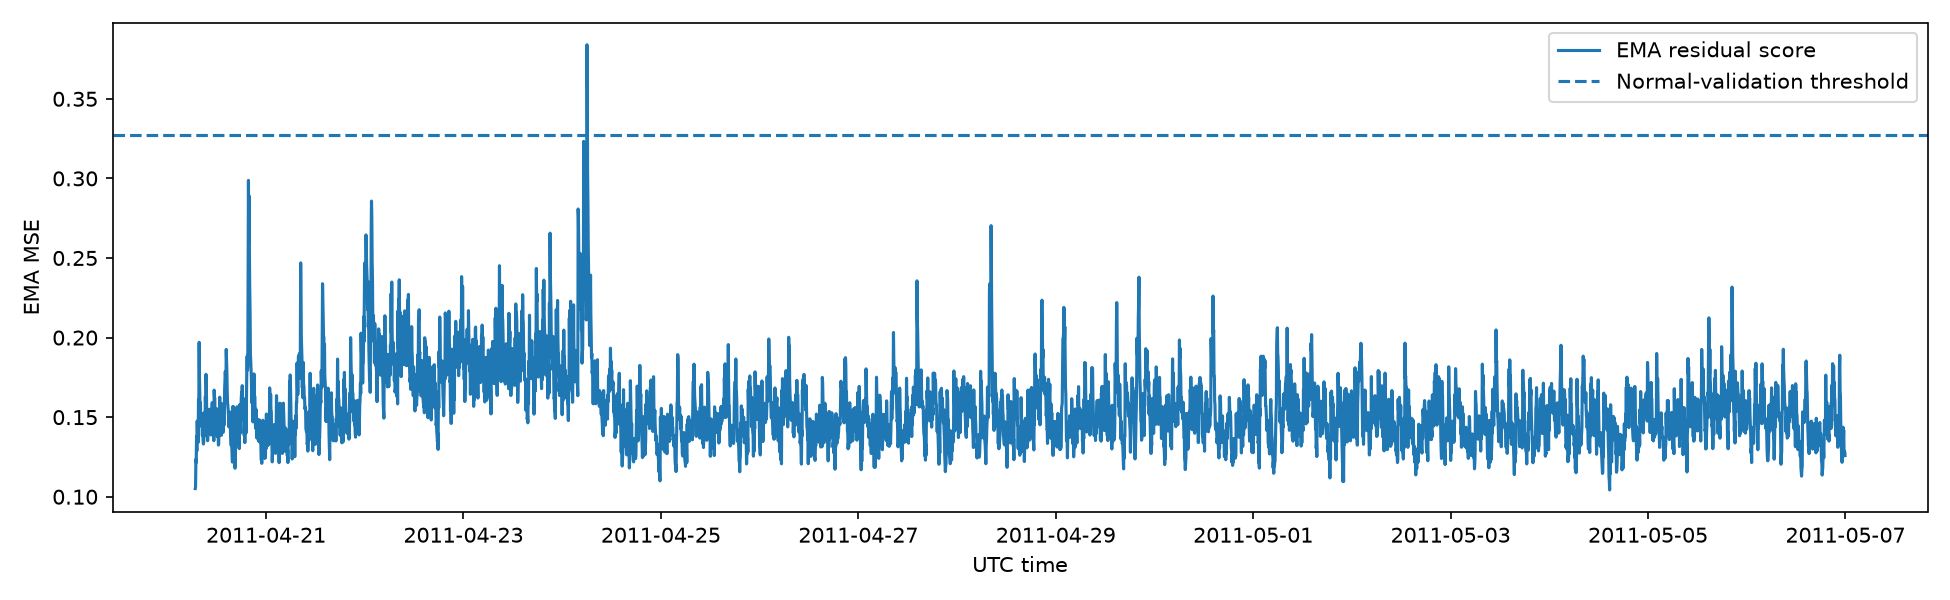 EMA residual score
Normal-validation threshold
0.35
0.30
0.25
0.20
0.15
0.10
EMA MSE
2011-04-21 2011-04-23 2011-04-25 2011-04-27 2011-04-29 2011-05-01 2011-05-03 2011-05-05 2011-05-07
UTC time